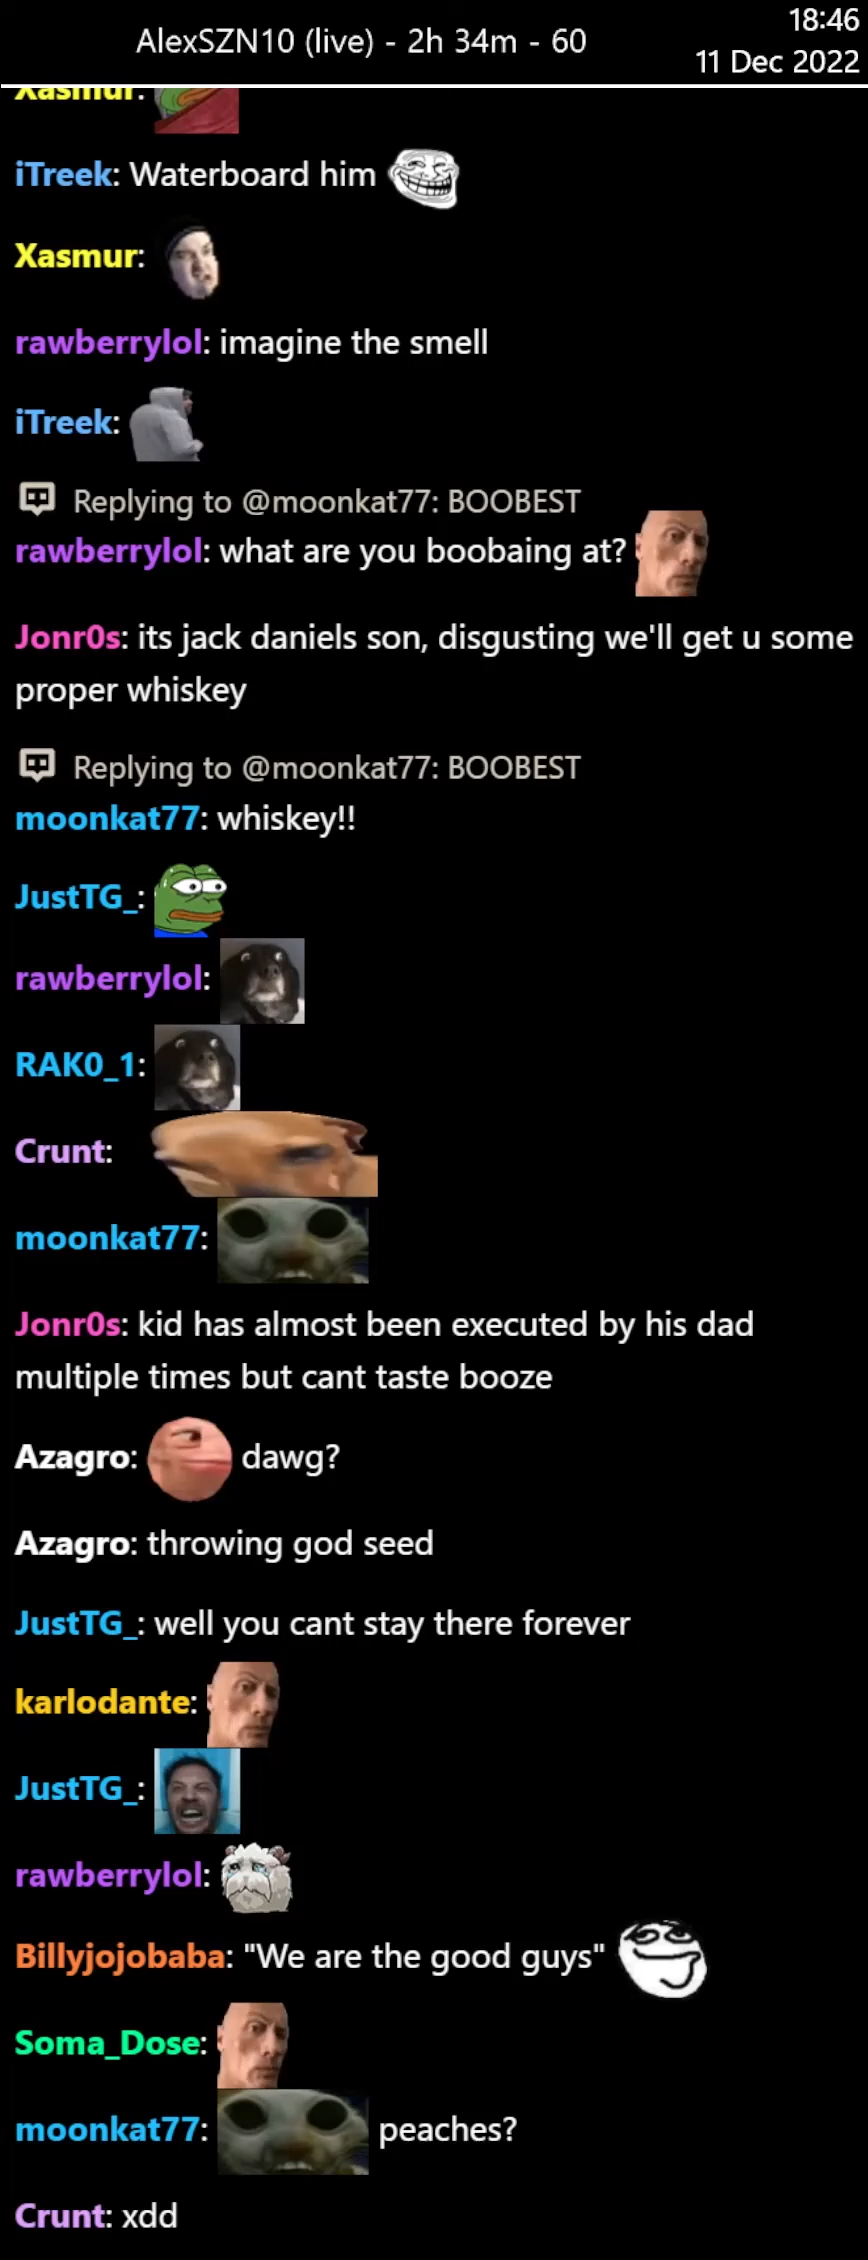 AlexSZN10 (live) - 2h 34m - 60
18:46
11 Dec 2022
Xasmur:
iTreek: Waterboard him
Xasmur:
rawberrylol: imagine the smell
iTreek:
Replying to @moonkat77: BOOBEST
rawberrylol: what are you boobaing at?
Jonr0s: its jack daniels son, disgusting we'll get u some
proper whiskey
Replying to @moonkat77: BOOBEST
moonkat77: whiskey!!
JustTG_:
rawberrylol:
RAK0_1:
Crunt:
moonkat77:
Jonr0s: kid has almost been executed by his dad
multiple times but cant taste booze
Azagro: dawg?
Azagro: throwing god seed
JustTG_: well you cant stay there forever
karlodante:
JustTG_:
rawberrylol:
Billyjojobaba: "We are the good guys"
Soma_Dose:
moonkat77: peaches?
Crunt: xdd